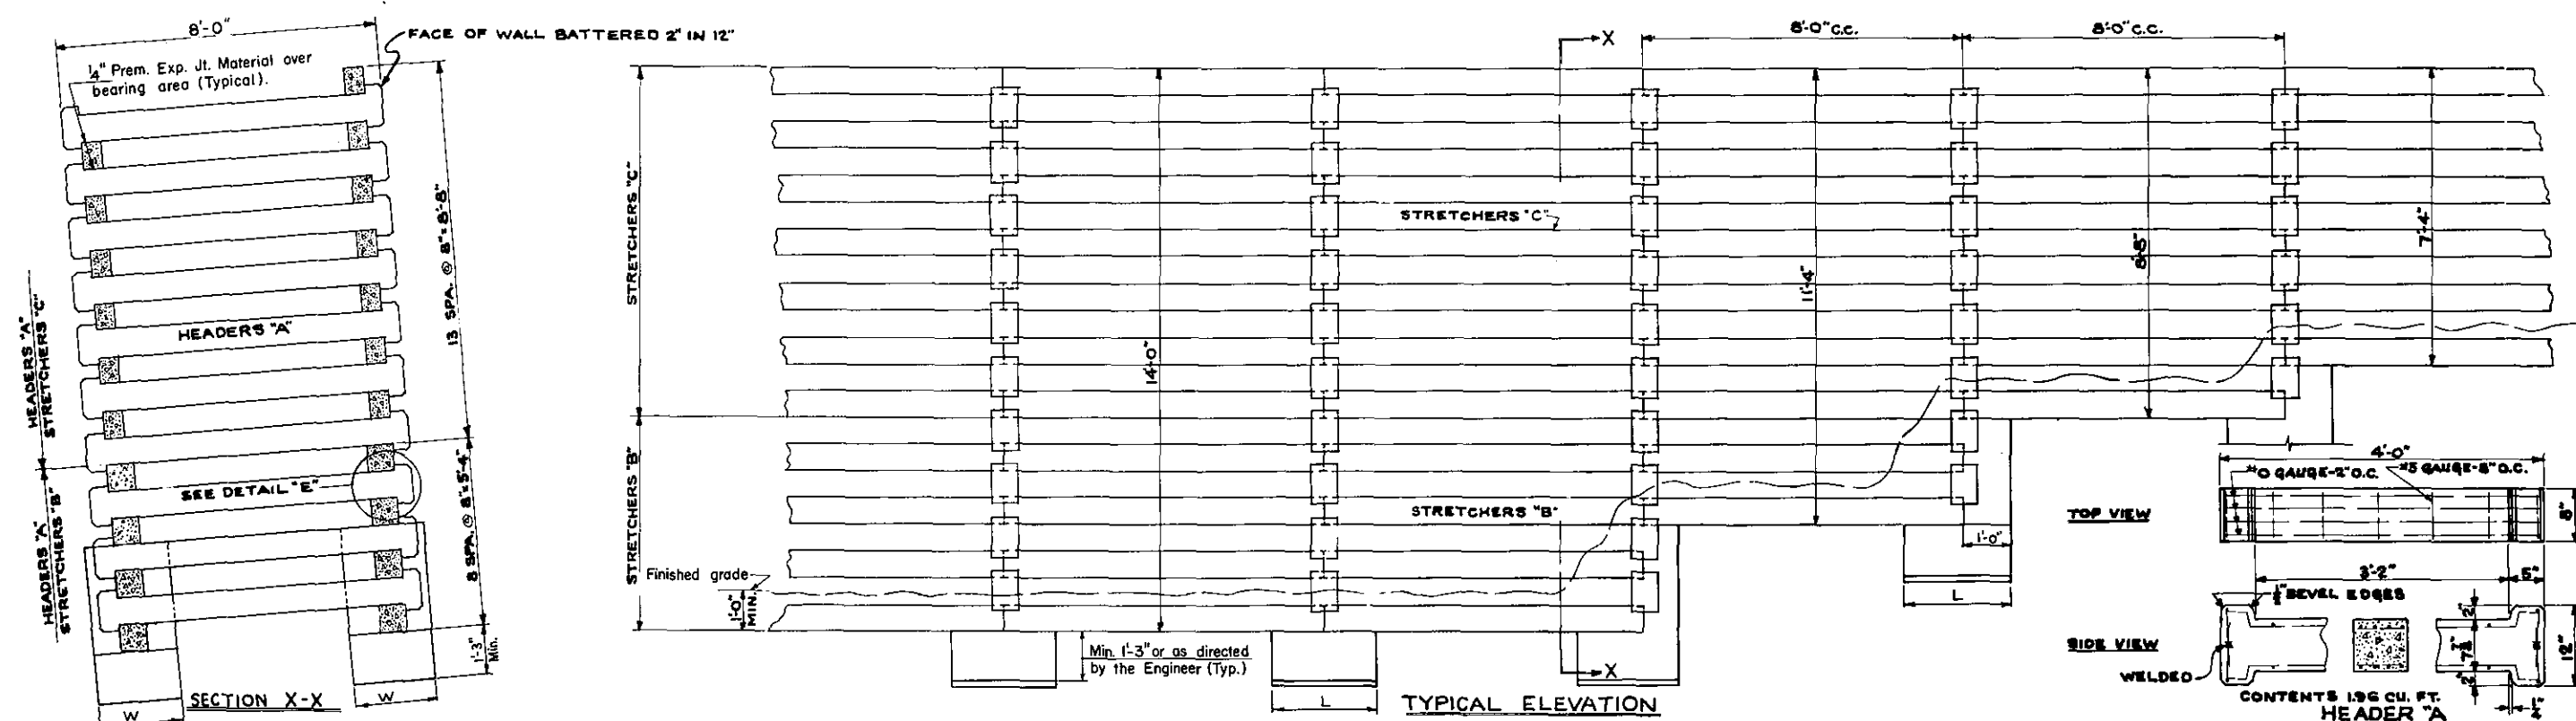 8'-0"
FACE OF WALL BATTERED 2" IN 12"
1/4" Prem. Exp. Jt. Material over
bearing area (Typical).
13 SPA. @ 8"=8'-8"
HEADERS "A"
HEADERS "A"
STRETCHERS "C"
SEE DETAIL "E"
HEADERS "A"
STRETCHERS "B"
8 SPA. @ 8"=5'-4"
1'-3"
Min.
W
W
SECTION X-X
X
8'-0" C.C.
8'-0" C.C.
STRETCHERS "C"
STRETCHERS "B"
14'-0"
STRETCHERS "C"
11'-4"
8'-8"
7'-4"
STRETCHERS "B"
Finished grade
1'-0"
MIN.
Min. 1'-3" or as directed
by the Engineer (Typ.)
L
X
1'-0"
L
TYPICAL ELEVATION
4'-0"
#0 GAUGE-2" O.C.
#3 GAUGE-8" O.C.
TOP VIEW
8"
3'-2"
5"
BEVEL EDGES
SIDE VIEW
2"
2"
12"
WELDED
CONTENTS 1.96 CU. FT.
1/4"
HEADER "A